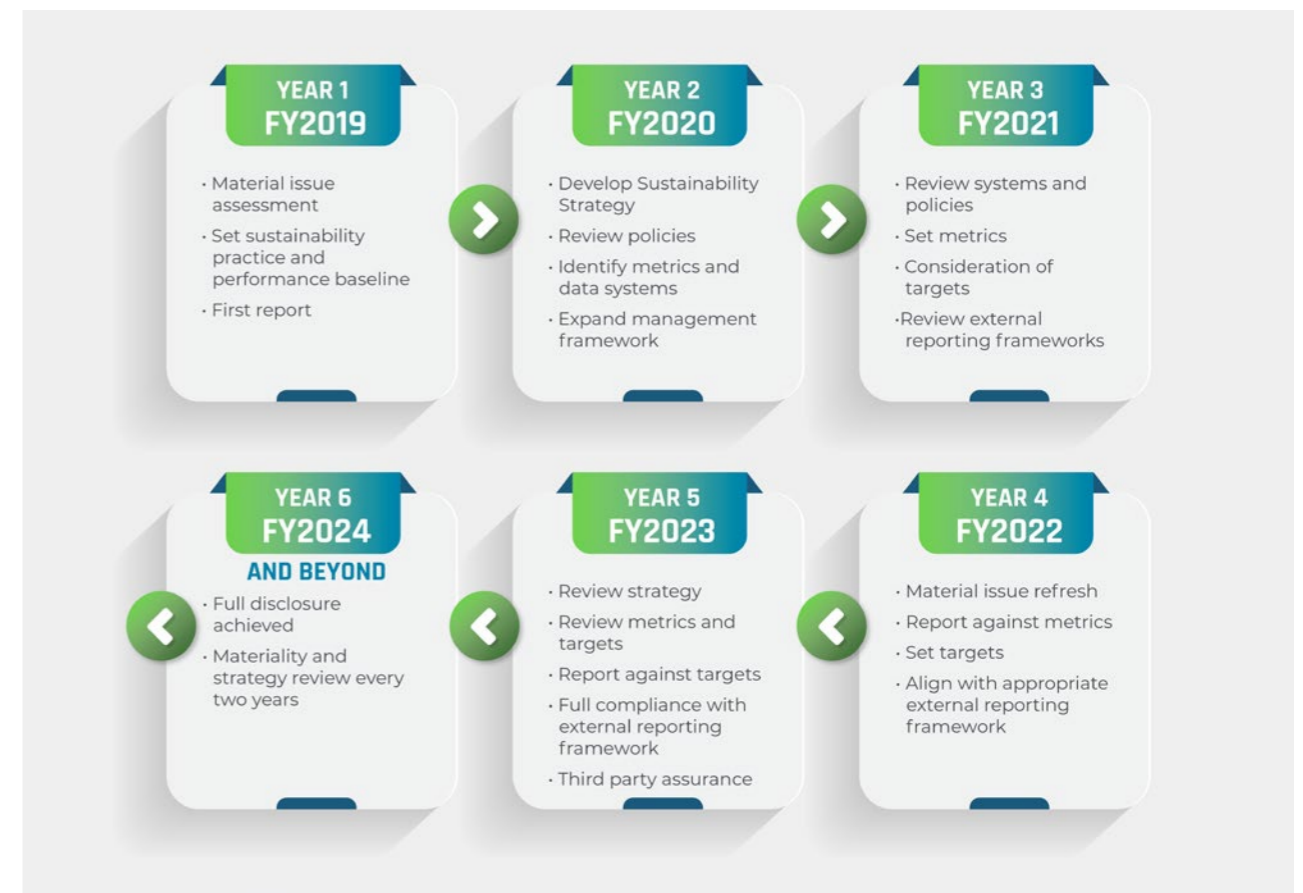 YEAR 1
FY2019
· Material issue
assessment
· Set sustainability
practice and
performance baseline
· First report
YEAR 2
FY2020
· Develop Sustainability
Strategy
· Review policies
· Identify metrics and
data systems
· Expand management
framework
YEAR 3
FY2021
· Review systems and
policies
· Set metrics
· Consideration of
targets
·Review external
reporting frameworks
YEAR 4
FY2022
· Material issue refresh
· Report against metrics
· Set targets
· Align with appropriate
external reporting
framework
YEAR 5
FY2023
· Review strategy
· Review metrics and
targets
· Report against targets
· Full compliance with
external reporting
framework
· Third party assurance
YEAR 6
FY2024
AND BEYOND
· Full disclosure
achieved
· Materiality and
strategy review every
two years